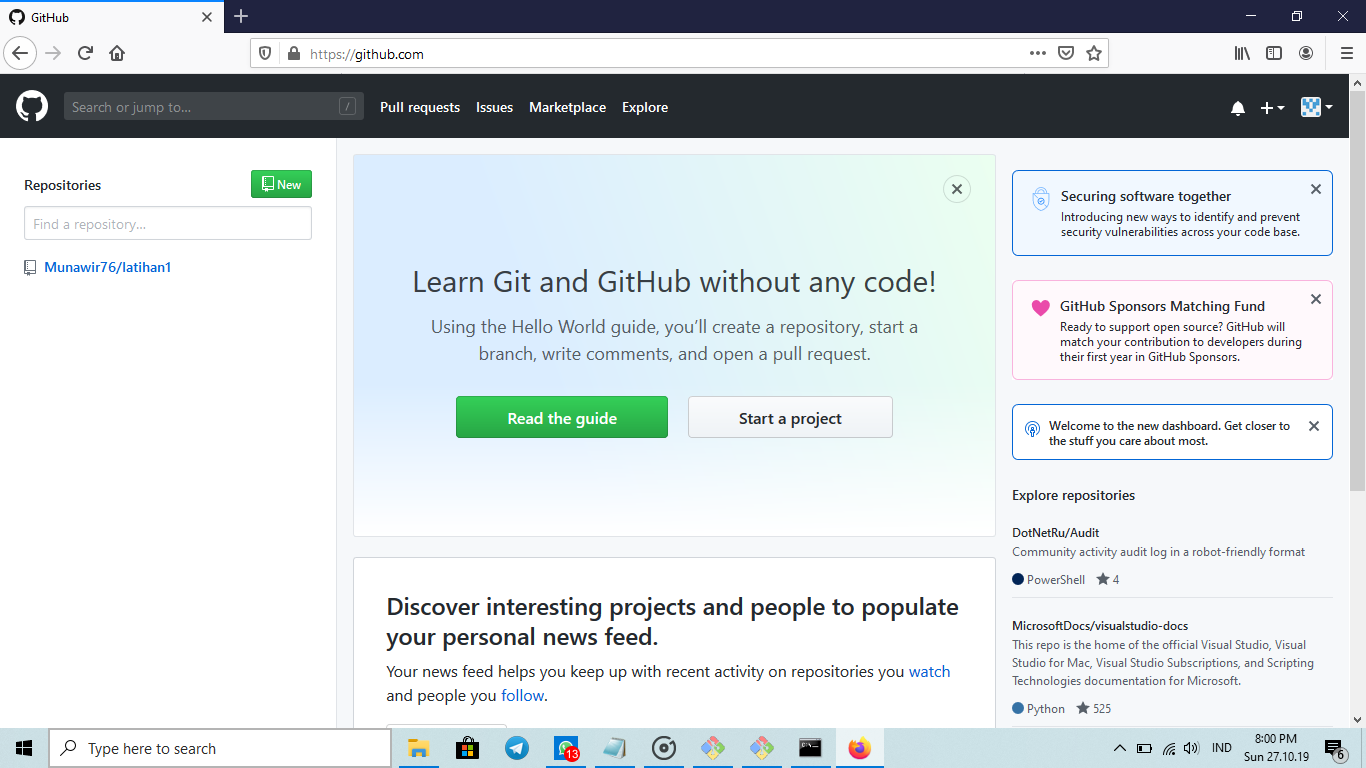 GitHub
https://github.com
Search or jump to...
/
Pull requests
Issues
Marketplace
Explore
Repositories
New
Find a repository...
Munawir76/latihan1
Learn Git and GitHub without any code!
Using the Hello World guide, you’ll create a repository, start a
branch, write comments, and open a pull request.
Read the guide
Start a project
Discover interesting projects and people to populate
your personal news feed.
Your news feed helps you keep up with recent activity on repositories you watch
and people you follow.
Securing software together
Introducing new ways to identify and prevent
security vulnerabilities across your code base.
GitHub Sponsors Matching Fund
Ready to support open source? GitHub will
match your contribution to developers during
their first year in GitHub Sponsors.
Welcome to the new dashboard. Get closer to
the stuff you care about most.
Explore repositories
DotNetRu/Audit
Community activity audit log in a robot-friendly format
PowerShell 4
MicrosoftDocs/visualstudio-docs
This repo is the home of the official Visual Studio, Visual
Studio for Mac, Visual Studio Subscriptions, and Scripting
Technologies documentation for Microsoft.
Python 525
Type here to search
13
IND
8:00 PM
Sun 27.10.19
6